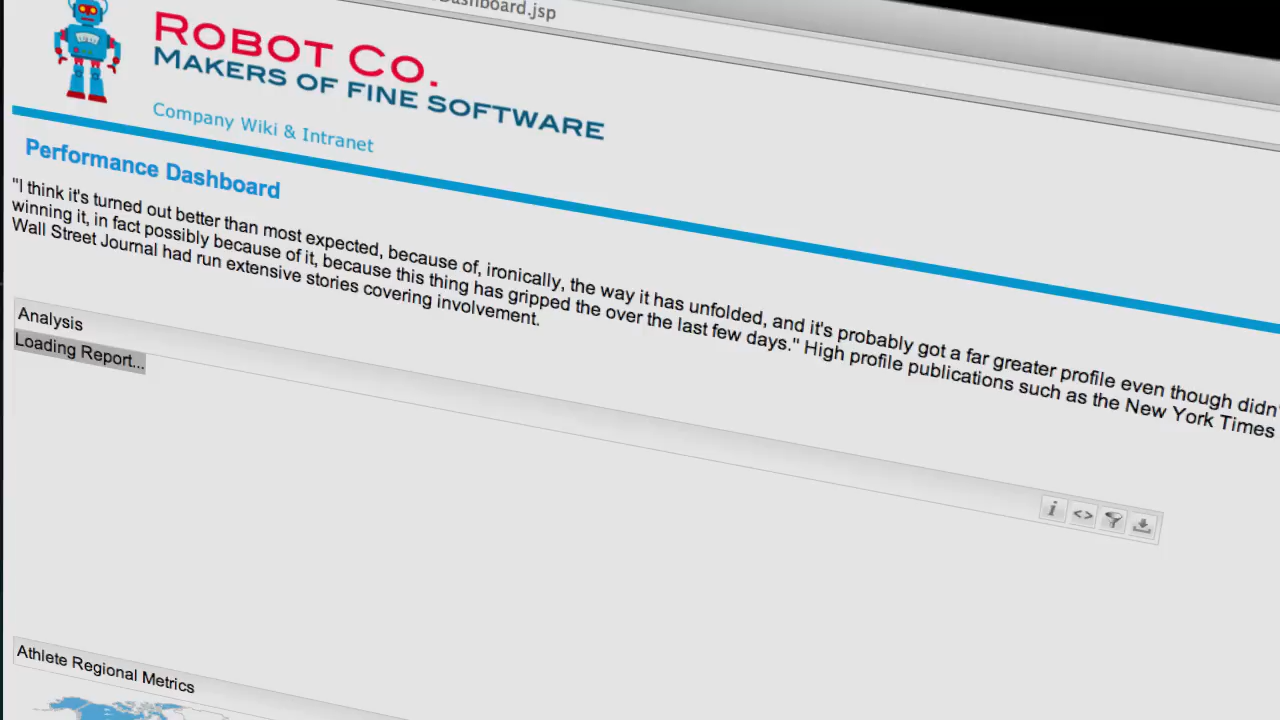 Dashboard.jsp
ROBOT CO.
MAKERS OF FINE SOFTWARE
Company Wiki & Intranet
Performance Dashboard
"I think it's turned out better than most expected, because of, ironically, the way it has unfolded, and it's probably got a far greater profile even though didn'
winning it, in fact possibly because of it, because this thing has gripped the over the last few days." High profile publications such as the New York Times
Wall Street Journal had run extensive stories covering involvement.
Analysis
Loading Report...
Athlete Regional Metrics